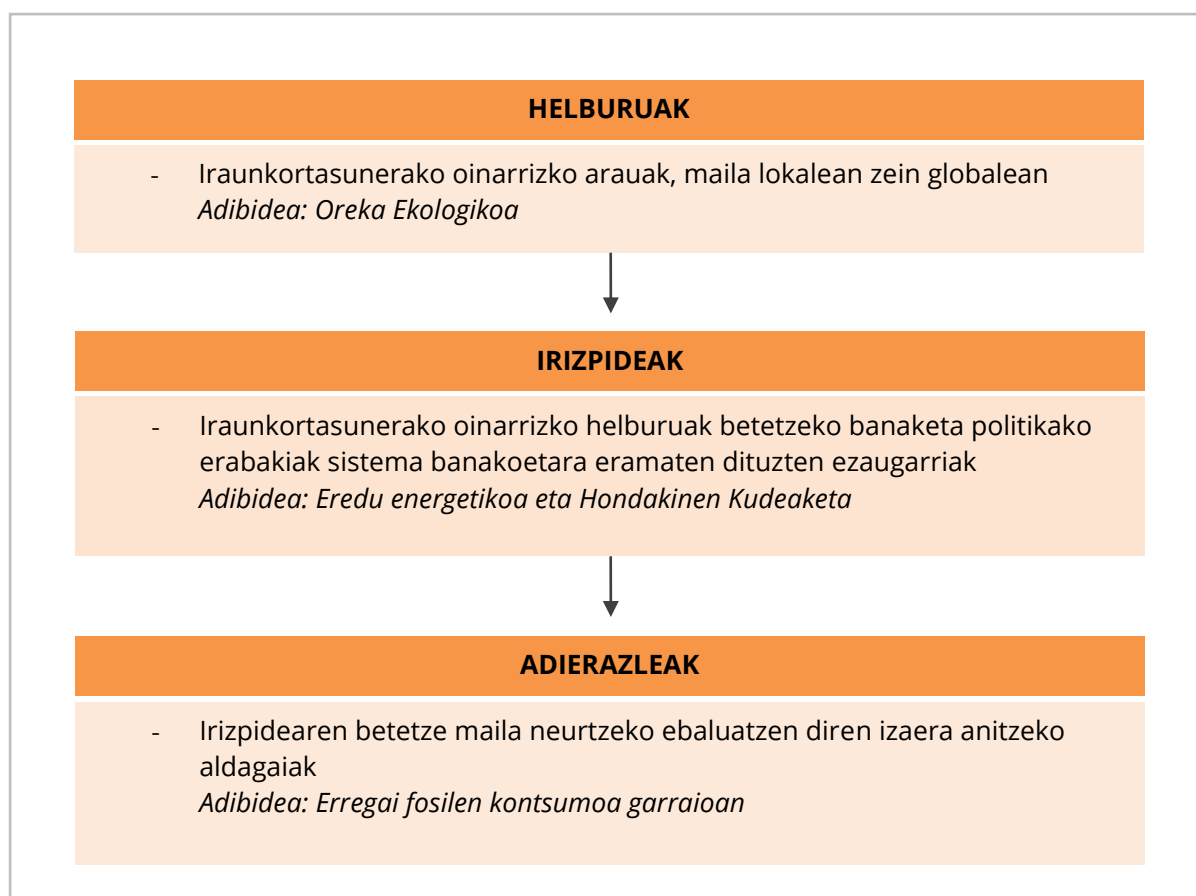 HELBURUAK
- Iraunkortasunerako oinarrizko arauak, maila lokalean zein globalean
Adibidea: Oreka Ekologikoa
IRIZPIDEAK
- Iraunkortasunerako oinarrizko helburuak betetzeko banaketa politikako
erabakiak sistema banakoetara eramaten dituzten ezaugarriak
Adibidea: Eredu energetikoa eta Hondakinen Kudeaketa
ADIERAZLEAK
- Irizpidearen betetze maila neurtzeko ebaluatzen diren izaera anitzeko
aldagaiak
Adibidea: Erregai fosilen kontsumoa garraioan